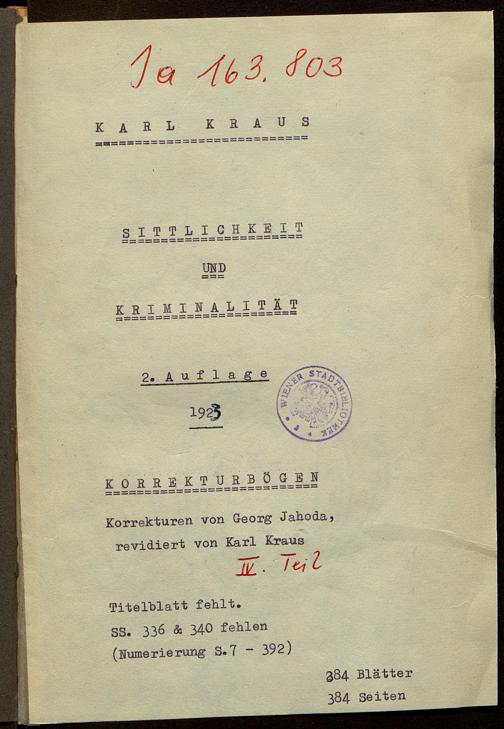 Ja 163.803
KARL KRAUS
SITTLICHKEIT
UND
KRIMINALITÄT
2. Auflage
1923
WIENER STADTBIBLIOTHEK
KORREKTURBÖGEN
Korrekturen von Georg Jahoda,
revidiert von Karl Kraus
IV. Teil
Titelblatt fehlt.
SS. 336 & 340 fehlen
(Numerierung S.7 - 392)
384 Blätter
384 Seiten